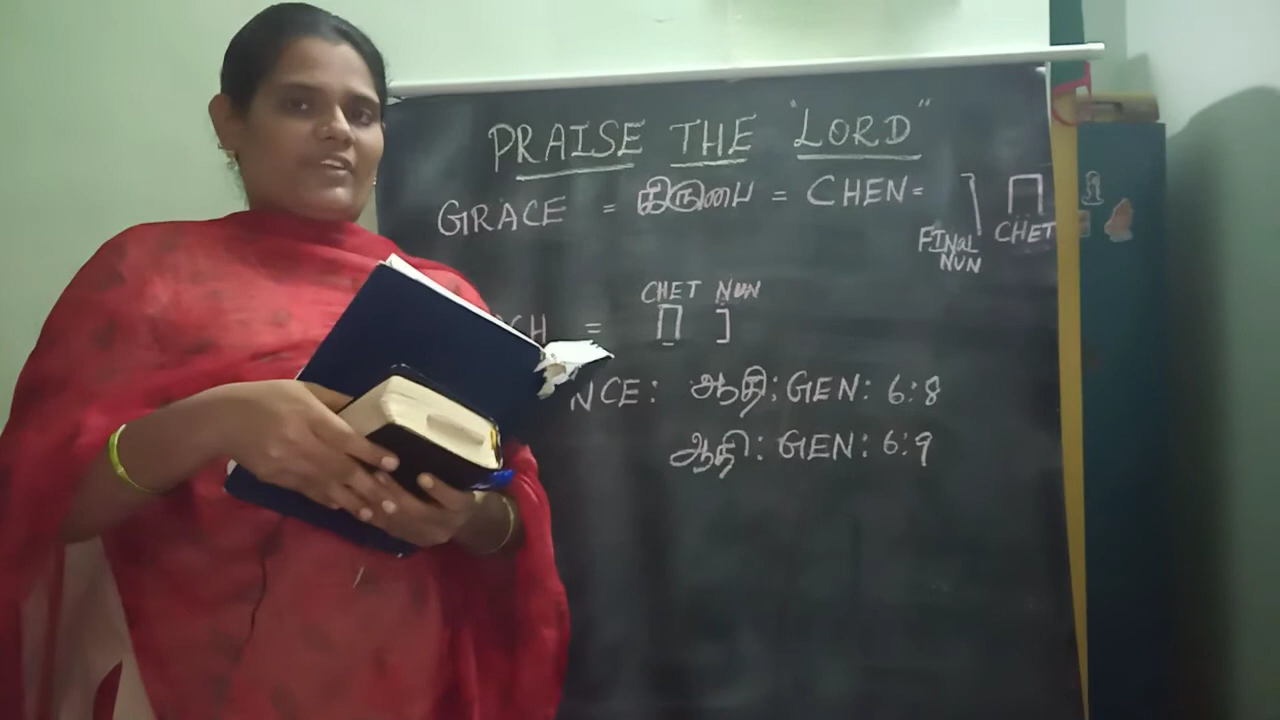 PRAISE THE "LORD"
GRACE = கிருபை = CHEN = ן ח
FINAL NUN CHET
CHET NUN
= ח נ
NCE: ஆதி: GEN: 6:8
ஆதி: GEN: 6:9